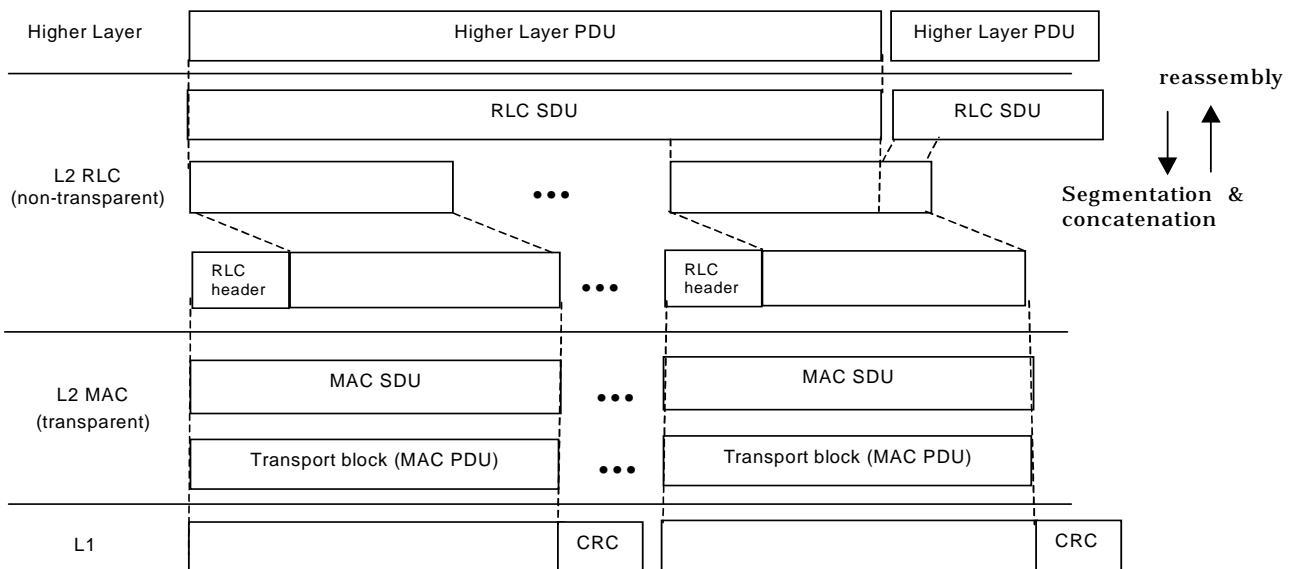 Higher Layer
Higher Layer PDU
Higher Layer PDU
reassembly
RLC SDU
RLC SDU
L2 RLC
(non-transparent)
Segmentation &
concatenation
RLC
header
RLC
header
L2 MAC
(transparent)
MAC SDU
MAC SDU
Transport block (MAC PDU)
Transport block (MAC PDU)
L1
CRC
CRC